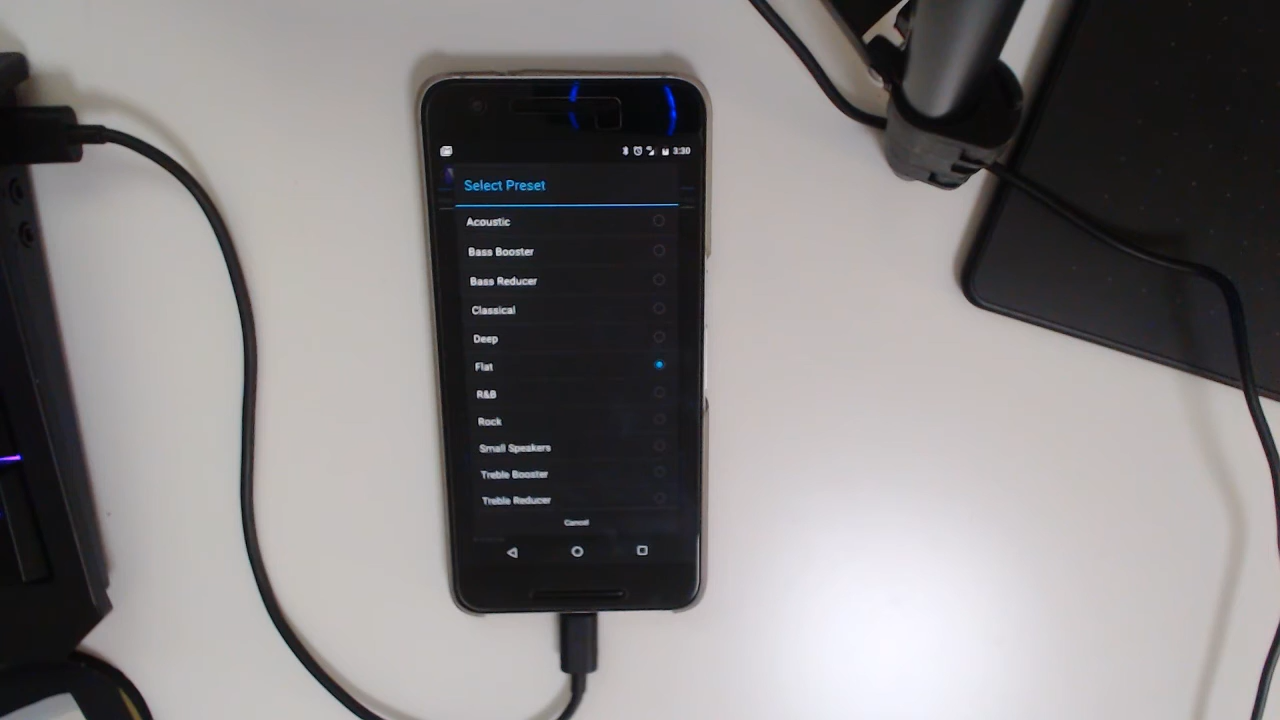 3:30
Select Preset
Acoustic
Bass Booster
Bass Reducer
Classical
Deep
Flat
R&B
Rock
Small Speakers
Treble Booster
Treble Reducer
Cancel